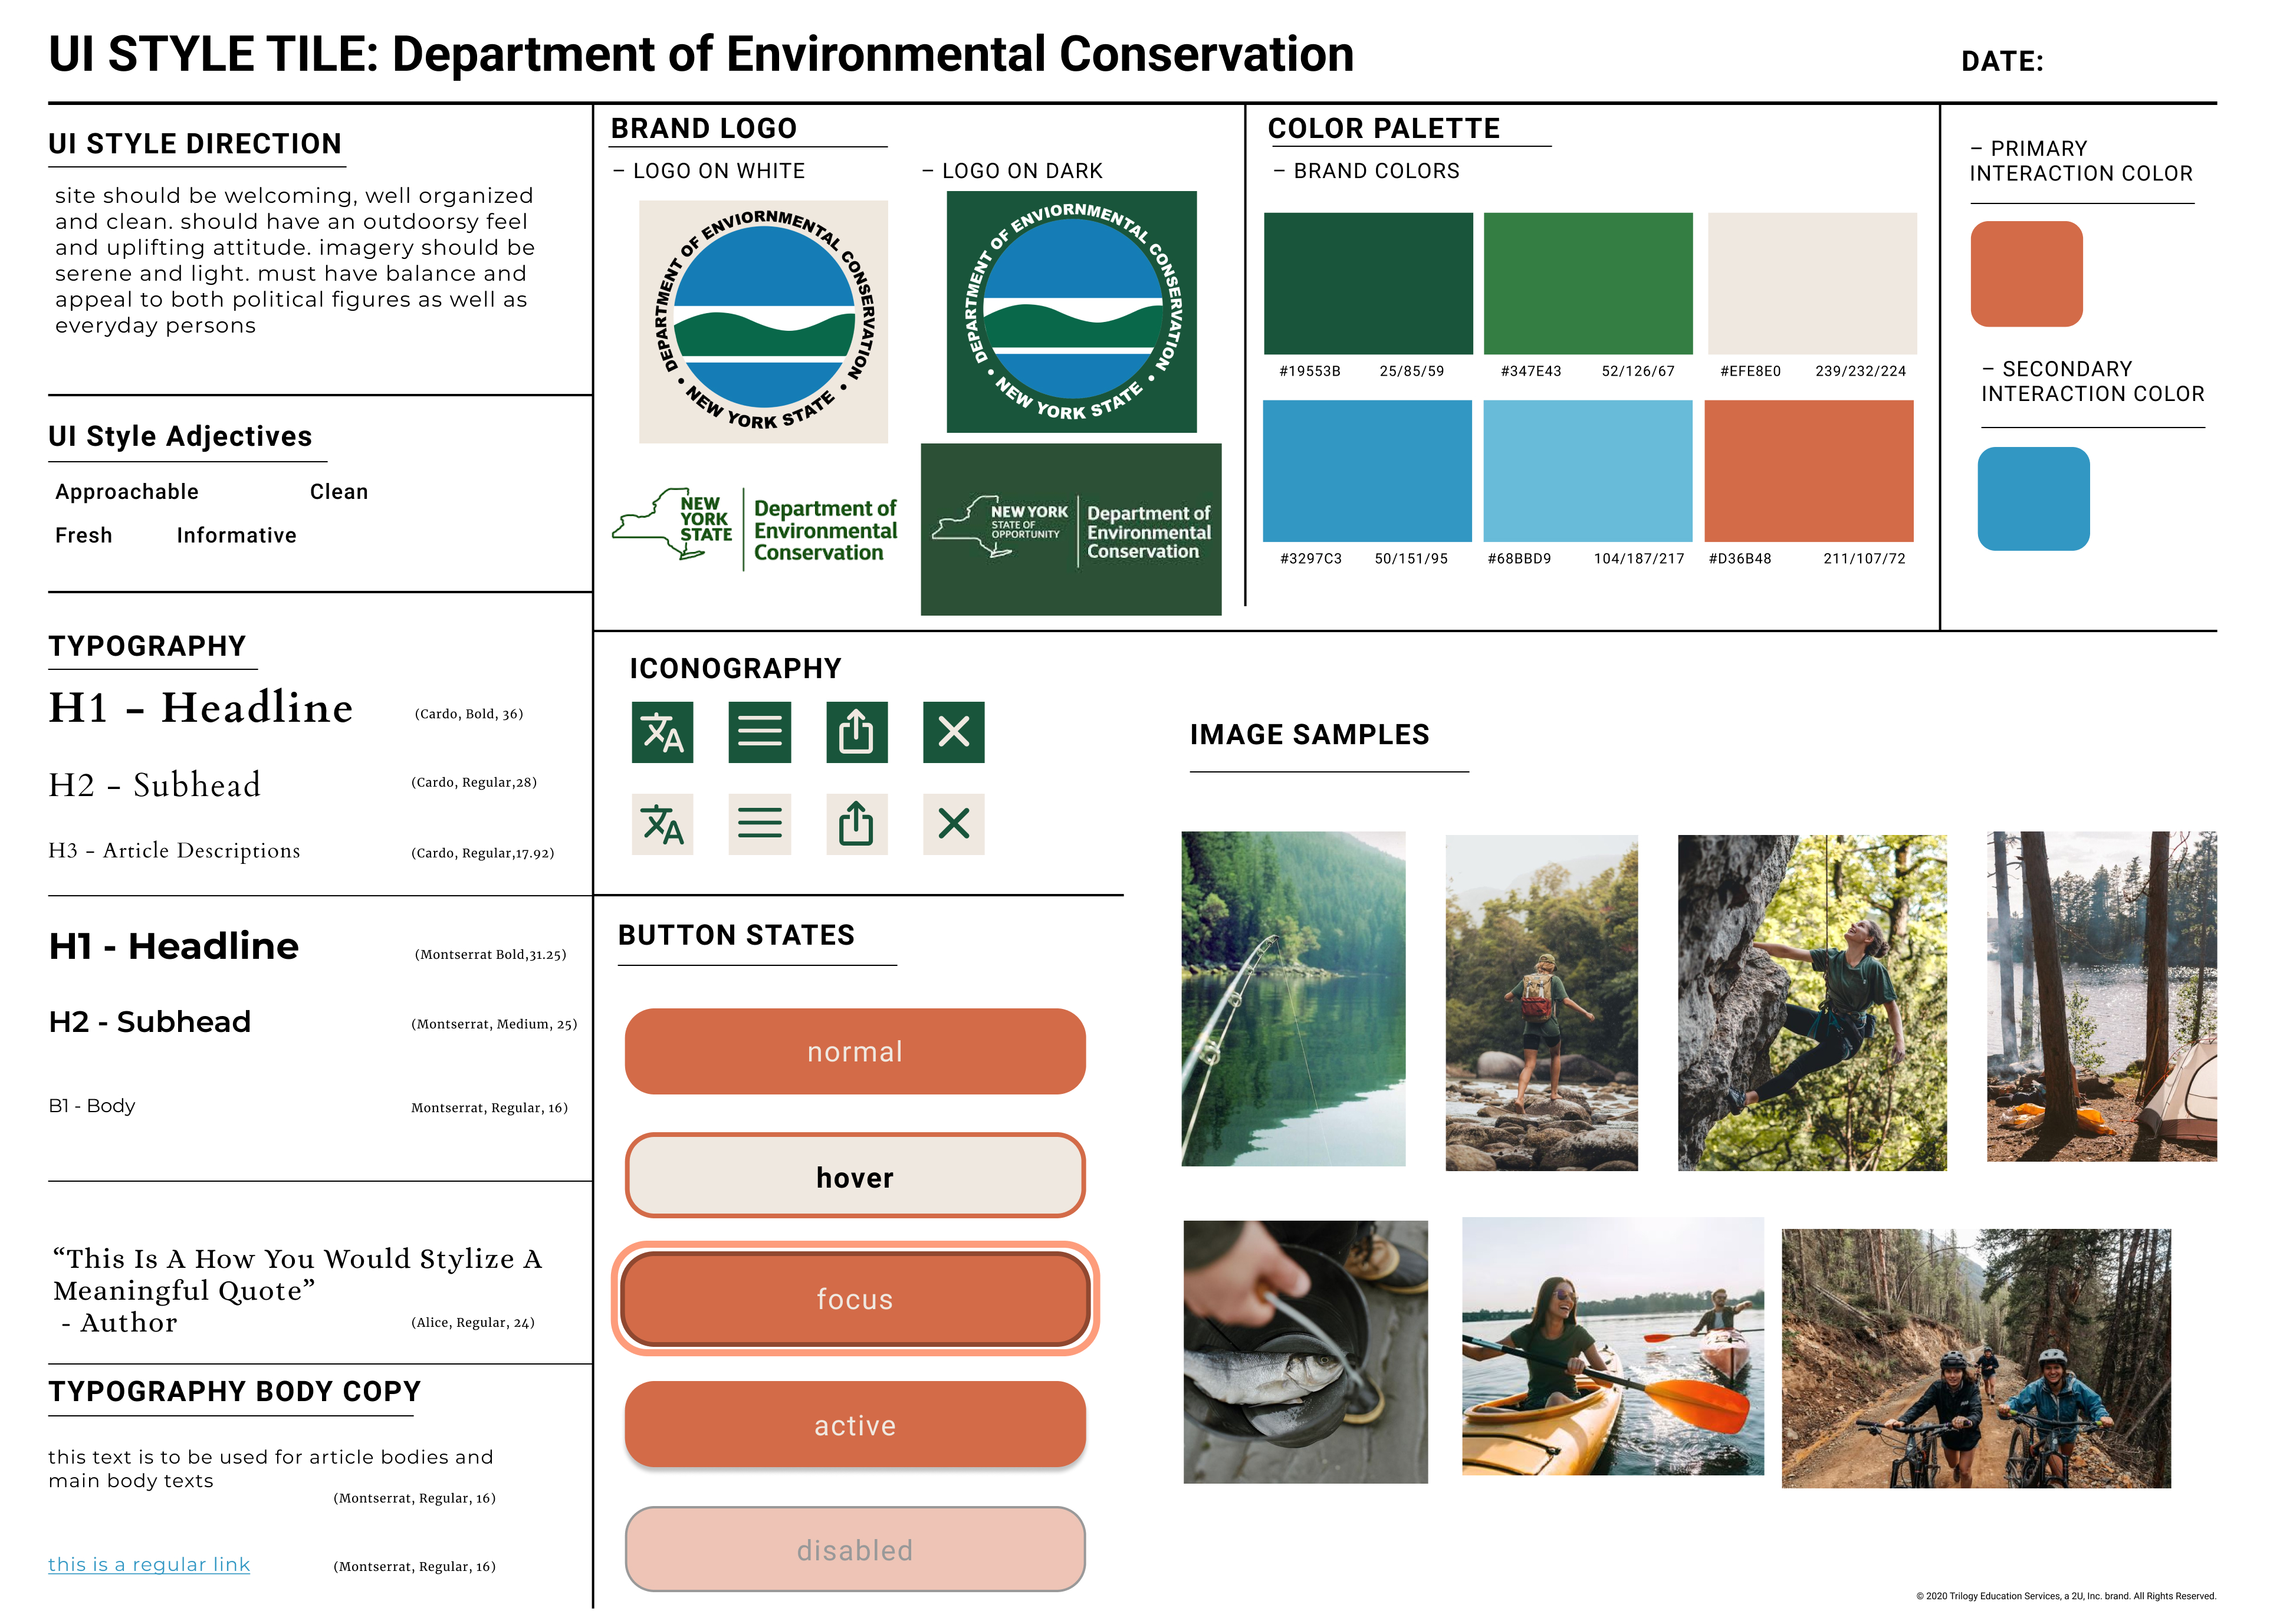 UI STYLE TILE: Department of Environmental Conservation
DATE:
UI STYLE DIRECTION
site should be welcoming, well organized
and clean. should have an outdoorsy feel
and uplifting attitude. imagery should be
serene and light. must have balance and
appeal to both political figures as well as
everyday persons
UI Style Adjectives
Approachable Clean
Fresh Informative
TYPOGRAPHY
H1 - Headline (Cardo, Bold, 36)
H2 - Subhead (Cardo, Regular,28)
H3 - Article Descriptions (Cardo, Regular,17.92)
H1 - Headline (Montserrat Bold,31.25)
H2 - Subhead (Montserrat, Medium, 25)
B1 - Body Montserrat, Regular, 16)
“This Is A How You Would Stylize A
Meaningful Quote”
- Author (Alice, Regular, 24)
TYPOGRAPHY BODY COPY
this text is to be used for article bodies and
main body texts
(Montserrat, Regular, 16)
this is a regular link (Montserrat, Regular, 16)
BRAND LOGO
– LOGO ON WHITE
– LOGO ON DARK
DEPARTMENT OF ENVIORNMENTAL CONSERVATION
• NEW YORK STATE •
DEPARTMENT OF ENVIORNMENTAL CONSERVATION
• NEW YORK STATE •
NEW
YORK
STATE
Department of
Environmental
Conservation
NEW YORK
STATE OF
OPPORTUNITY
Department of
Environmental
Conservation
COLOR PALETTE
– BRAND COLORS
#19553B 25/85/59 #347E43 52/126/67 #EFE8E0 239/232/224
#3297C3 50/151/95 #68BBD9 104/187/217 #D36B48 211/107/72
– PRIMARY
INTERACTION COLOR
– SECONDARY
INTERACTION COLOR
ICONOGRAPHY
BUTTON STATES
normal
hover
focus
active
disabled
IMAGE SAMPLES
© 2020 Trilogy Education Services, a 2U, Inc. brand. All Rights Reserved.